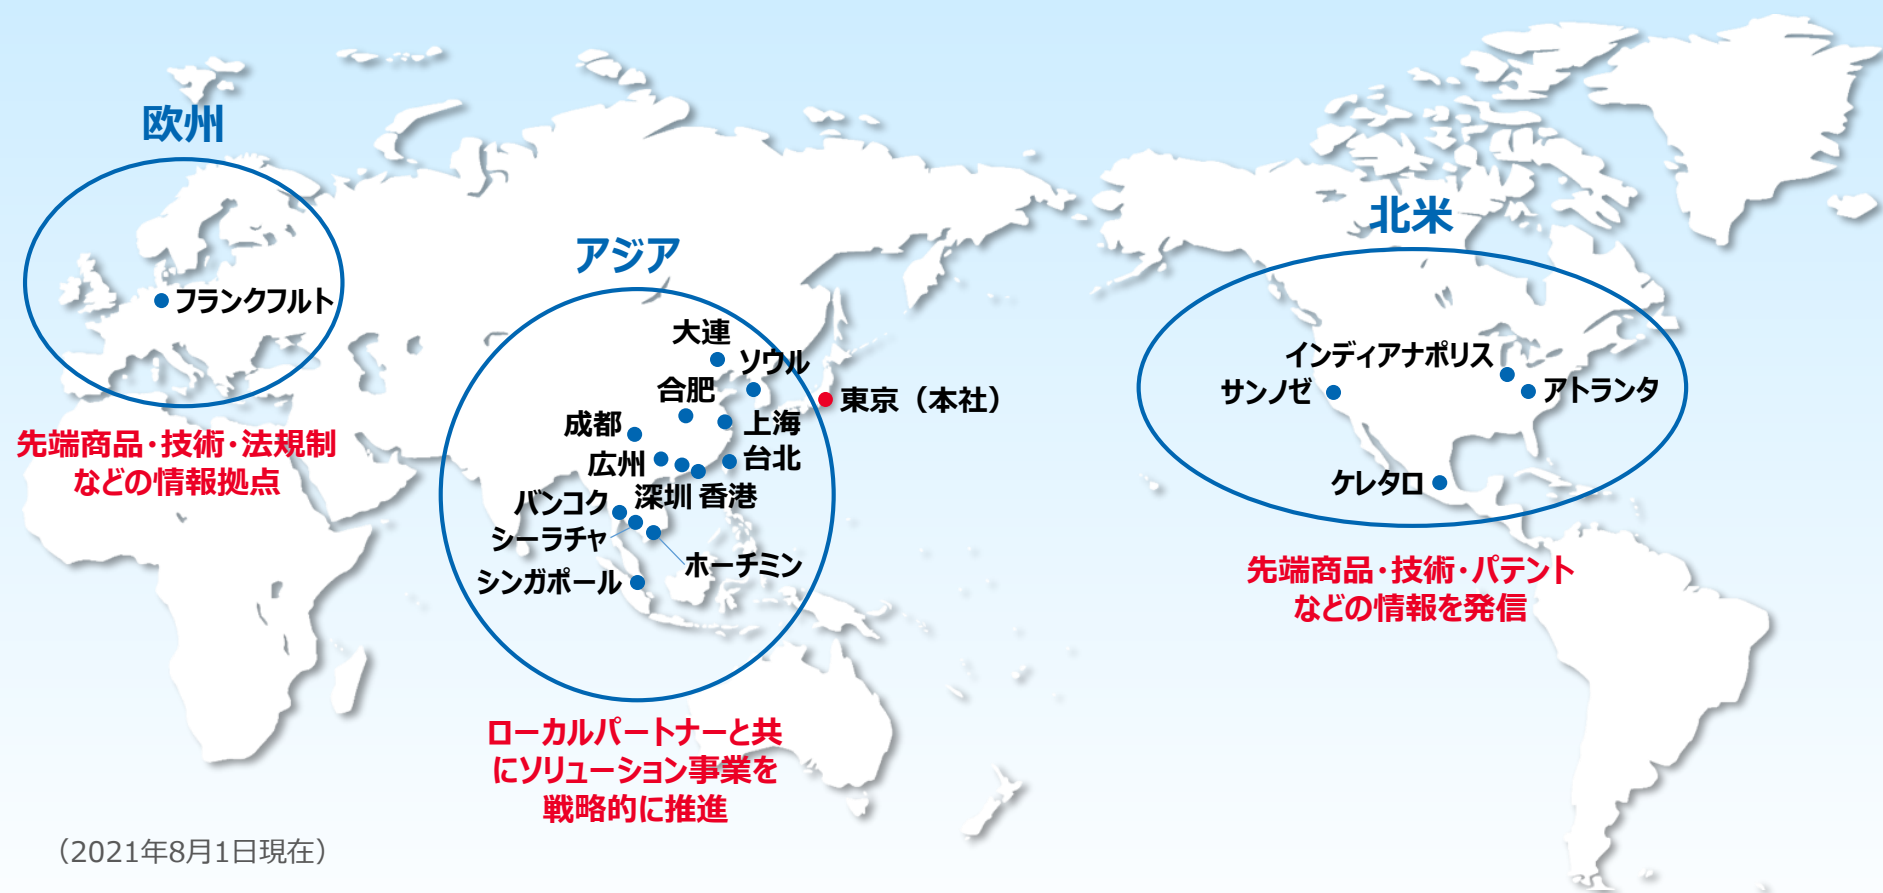 欧州
フランクフルト
先端商品・技術・法規制
などの情報拠点
アジア
大連
ソウル
合肥
東京（本社）
成都
上海
広州
台北
深圳
香港
バンコク
シーラチャ
ホーチミン
シンガポール
ローカルパートナーと共
にソリューション事業を
戦略的に推進
北米
インディアナポリス
サンノゼ
アトランタ
ケレタロ
先端商品・技術・パテント
などの情報を発信
（2021年8月1日現在）